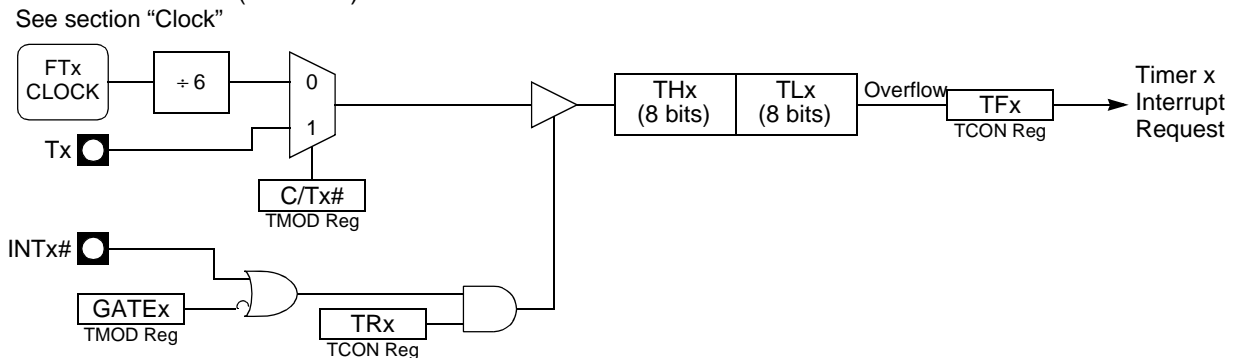 See section “Clock”
FTx
CLOCK
÷ 6
0
1
Tx
C/Tx#
TMOD Reg
THx
(8 bits)
TLx
(8 bits)
Overflow
TFx
TCON Reg
Timer x
Interrupt
Request
INTx#
GATEx
TMOD Reg
TRx
TCON Reg